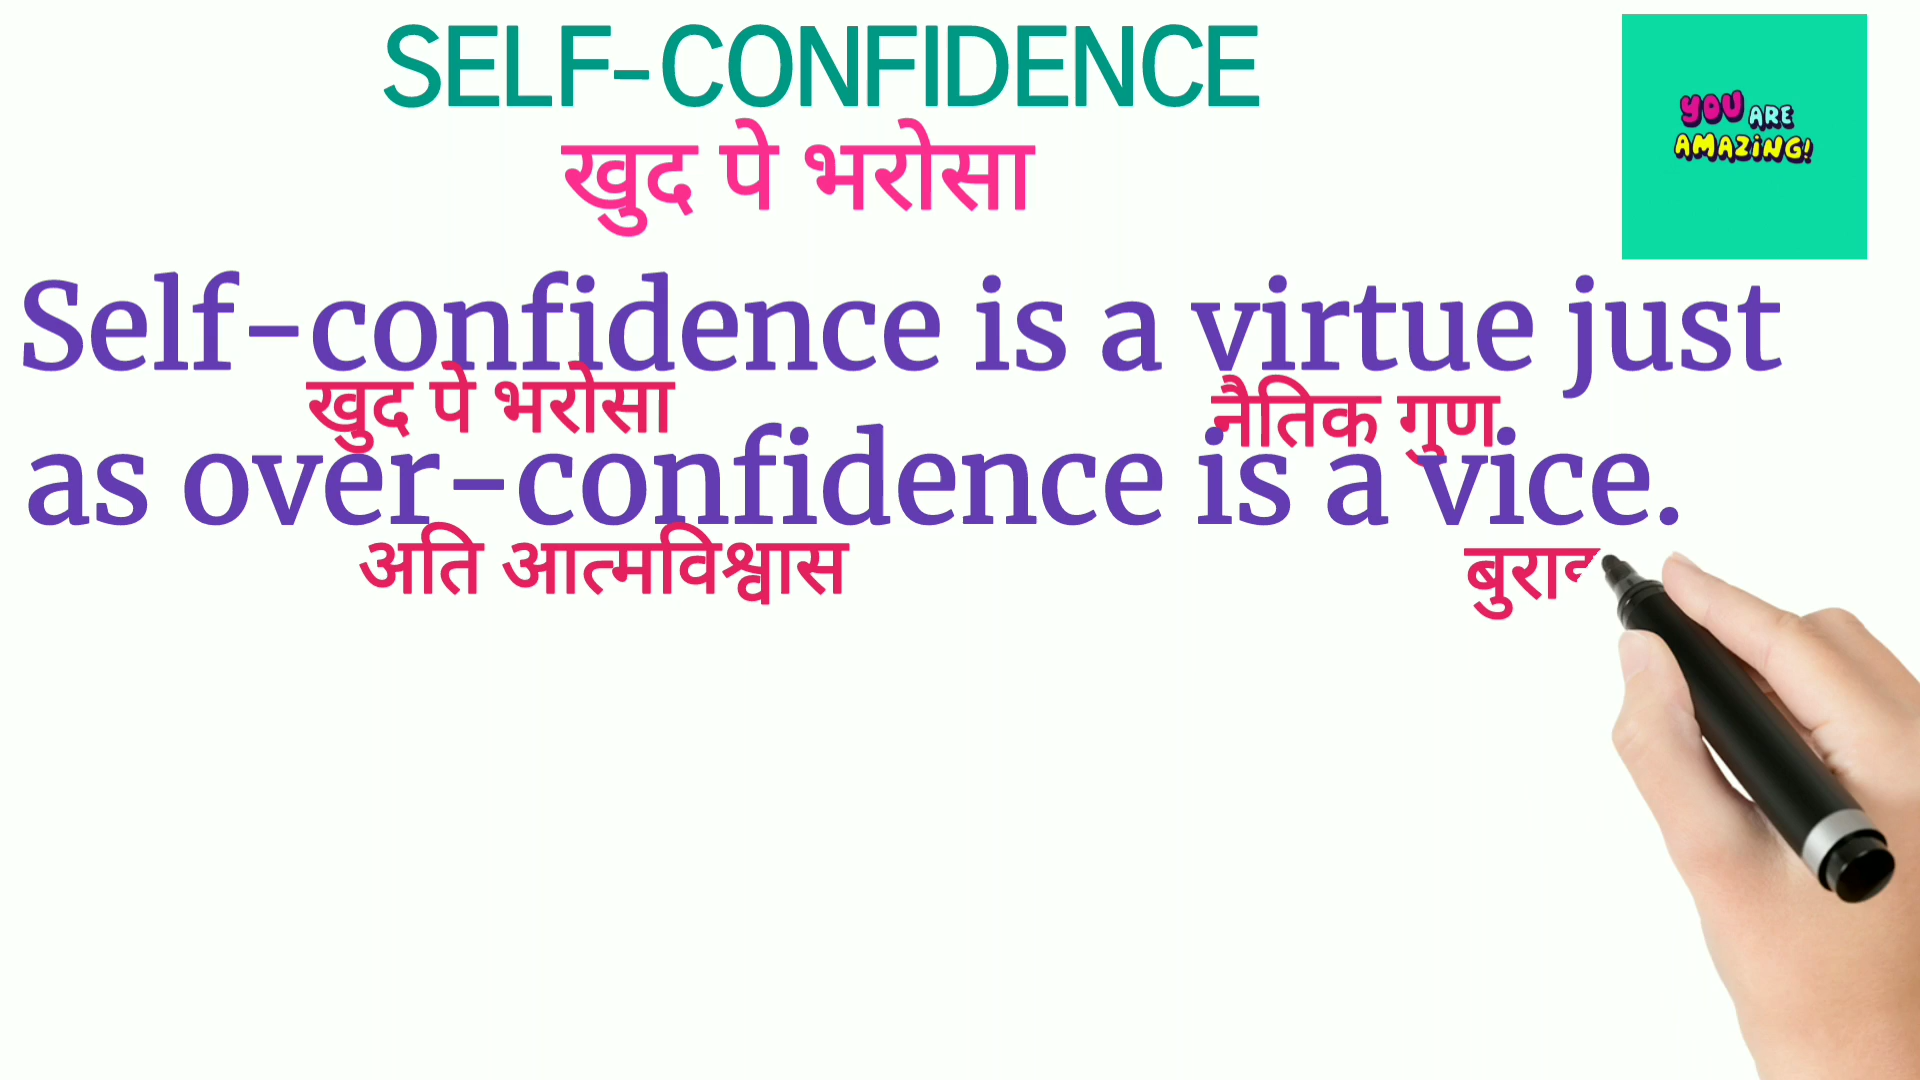 SELF-CONFIDENCE
YOU ARE
AMAZING!
खुद पे भरोसा
Self-confidence is a virtue just
खुद पे भरोसा नैतिक गुण
as over-confidence is a vice.
अति आत्मविश्वास